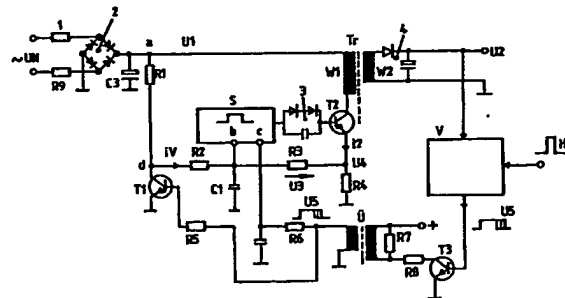 1
2
a
U1
Tr
4
U2
~UN
R9
C3
R1
W1
W2
S
3
T2
b
c
i2
V
H
d
iV
R2
R3
U4
C1
U3
R4
T1
U5
Ü
U5
R5
R6
R7
+
R8
T3